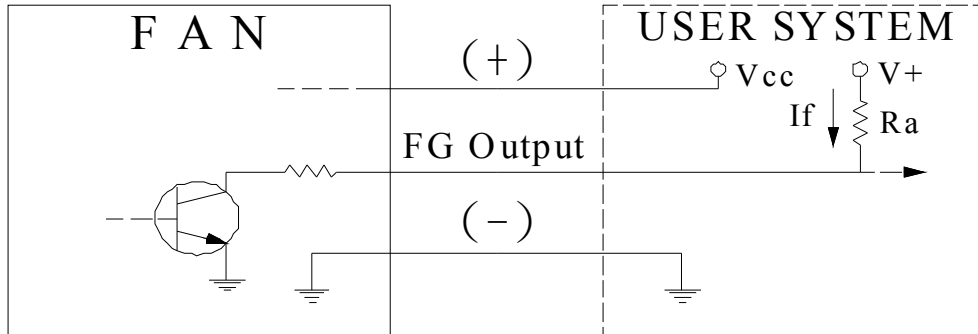 F A N
USER SYSTEM
(+)
Vcc
V+
If
Ra
FG Output
(-)